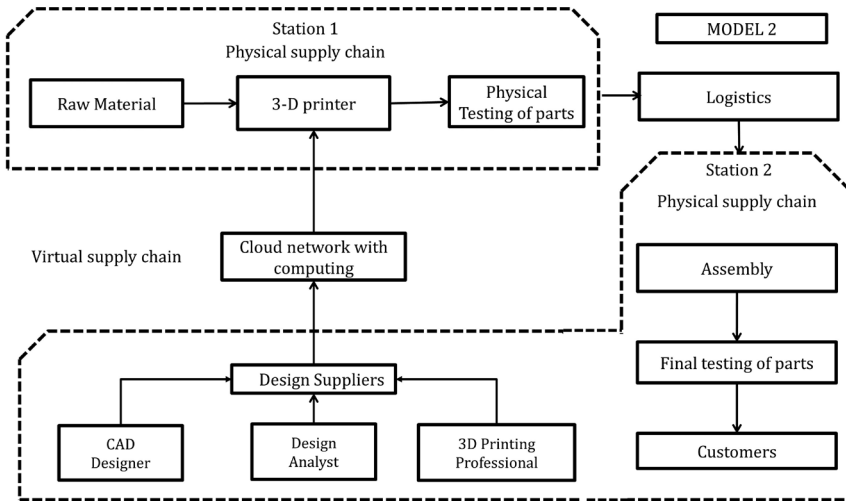 Station 1
Physical supply chain
MODEL 2
Raw Material
3-D printer
Physical
Testing of parts
Logistics
Station 2
Physical supply chain
Virtual supply chain
Cloud network with
computing
Assembly
Final testing of parts
Design Suppliers
CAD
Designer
Design
Analyst
3D Printing
Professional
Customers